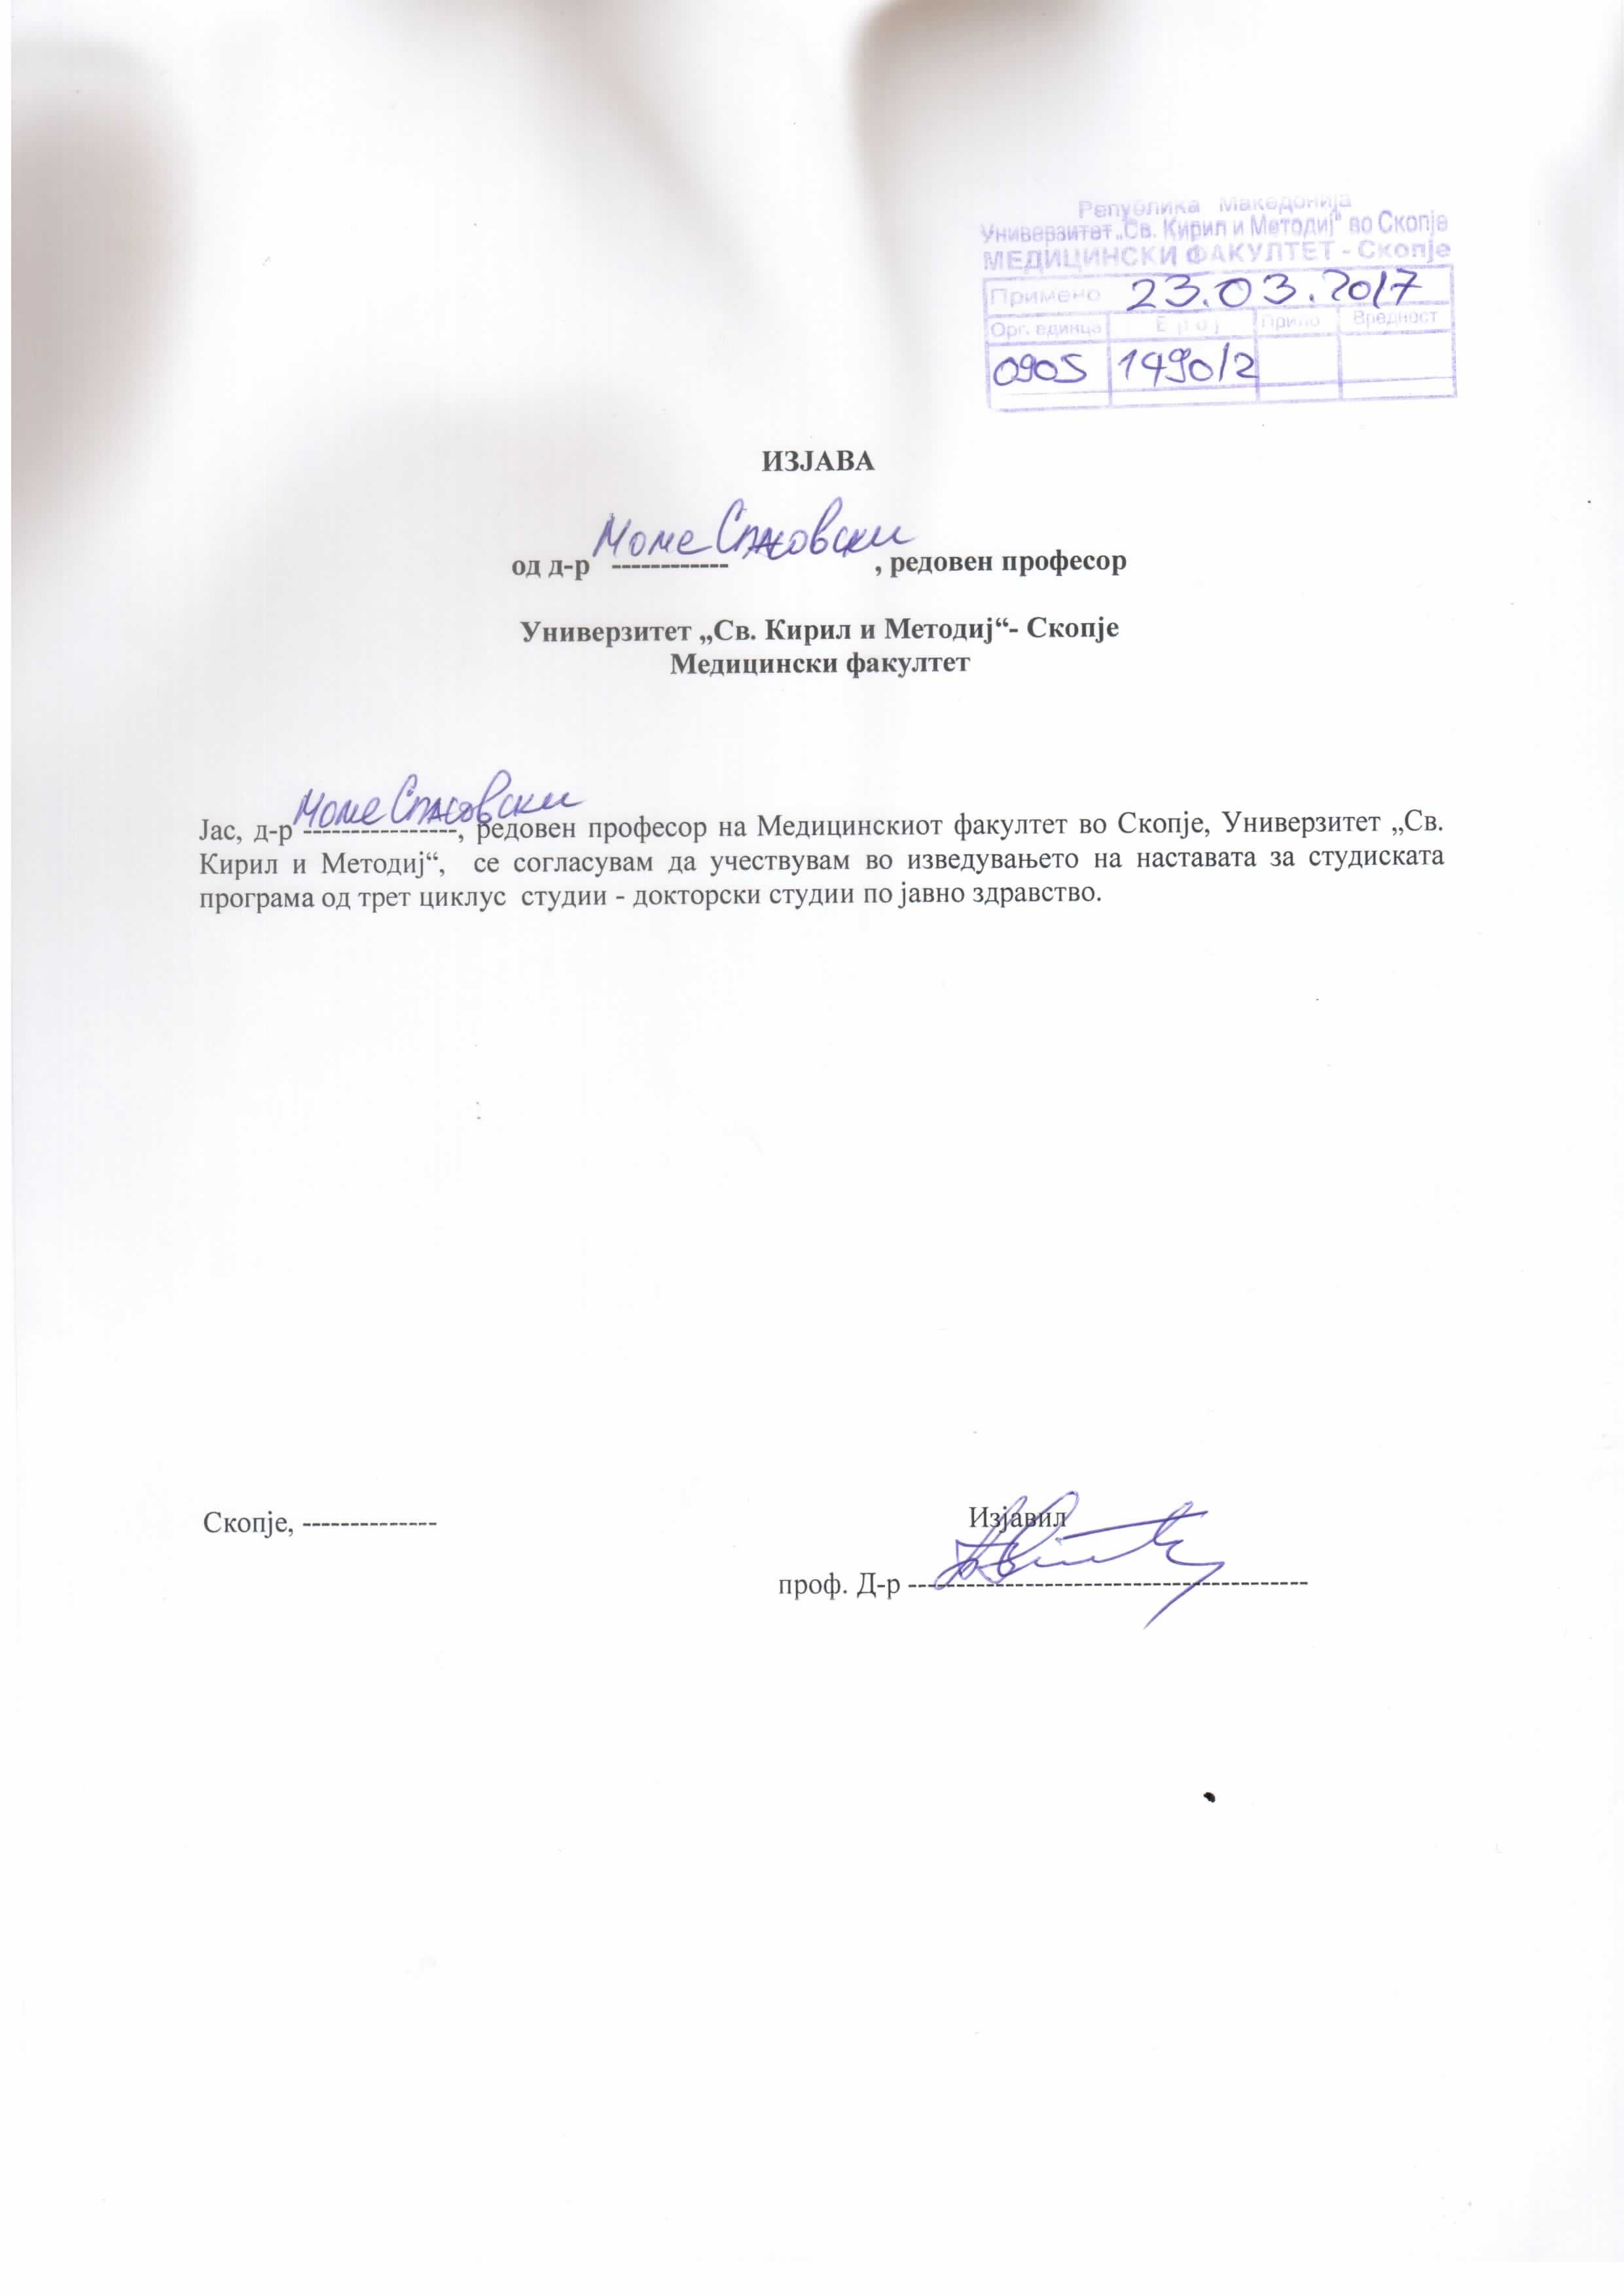 Република Македонија
Универзитет „Св. Кирил и Методиј“ во Скопје
МЕДИЦИНСКИ ФАКУЛТЕТ - Скопје
Примено 23.03.2017
Орг. единца Број Прило Вредност
0905 1490/2
ИЗЈАВА
од д-р ------------ Моме Спасовски , редовен професор
Универзитет „Св. Кирил и Методиј“- Скопје
Медицински факултет
Јас, д-р ---------------- Моме Спасовски, редовен професор на Медицинскиот факултет во Скопје, Универзитет „Св.
Кирил и Методиј“, се согласувам да учествувам во изведувањето на наставата за студиската
програма од трет циклус студии - докторски студии по јавно здравство.
Скопје, --------------
Изјавил
проф. Д-р -----------------------------------------